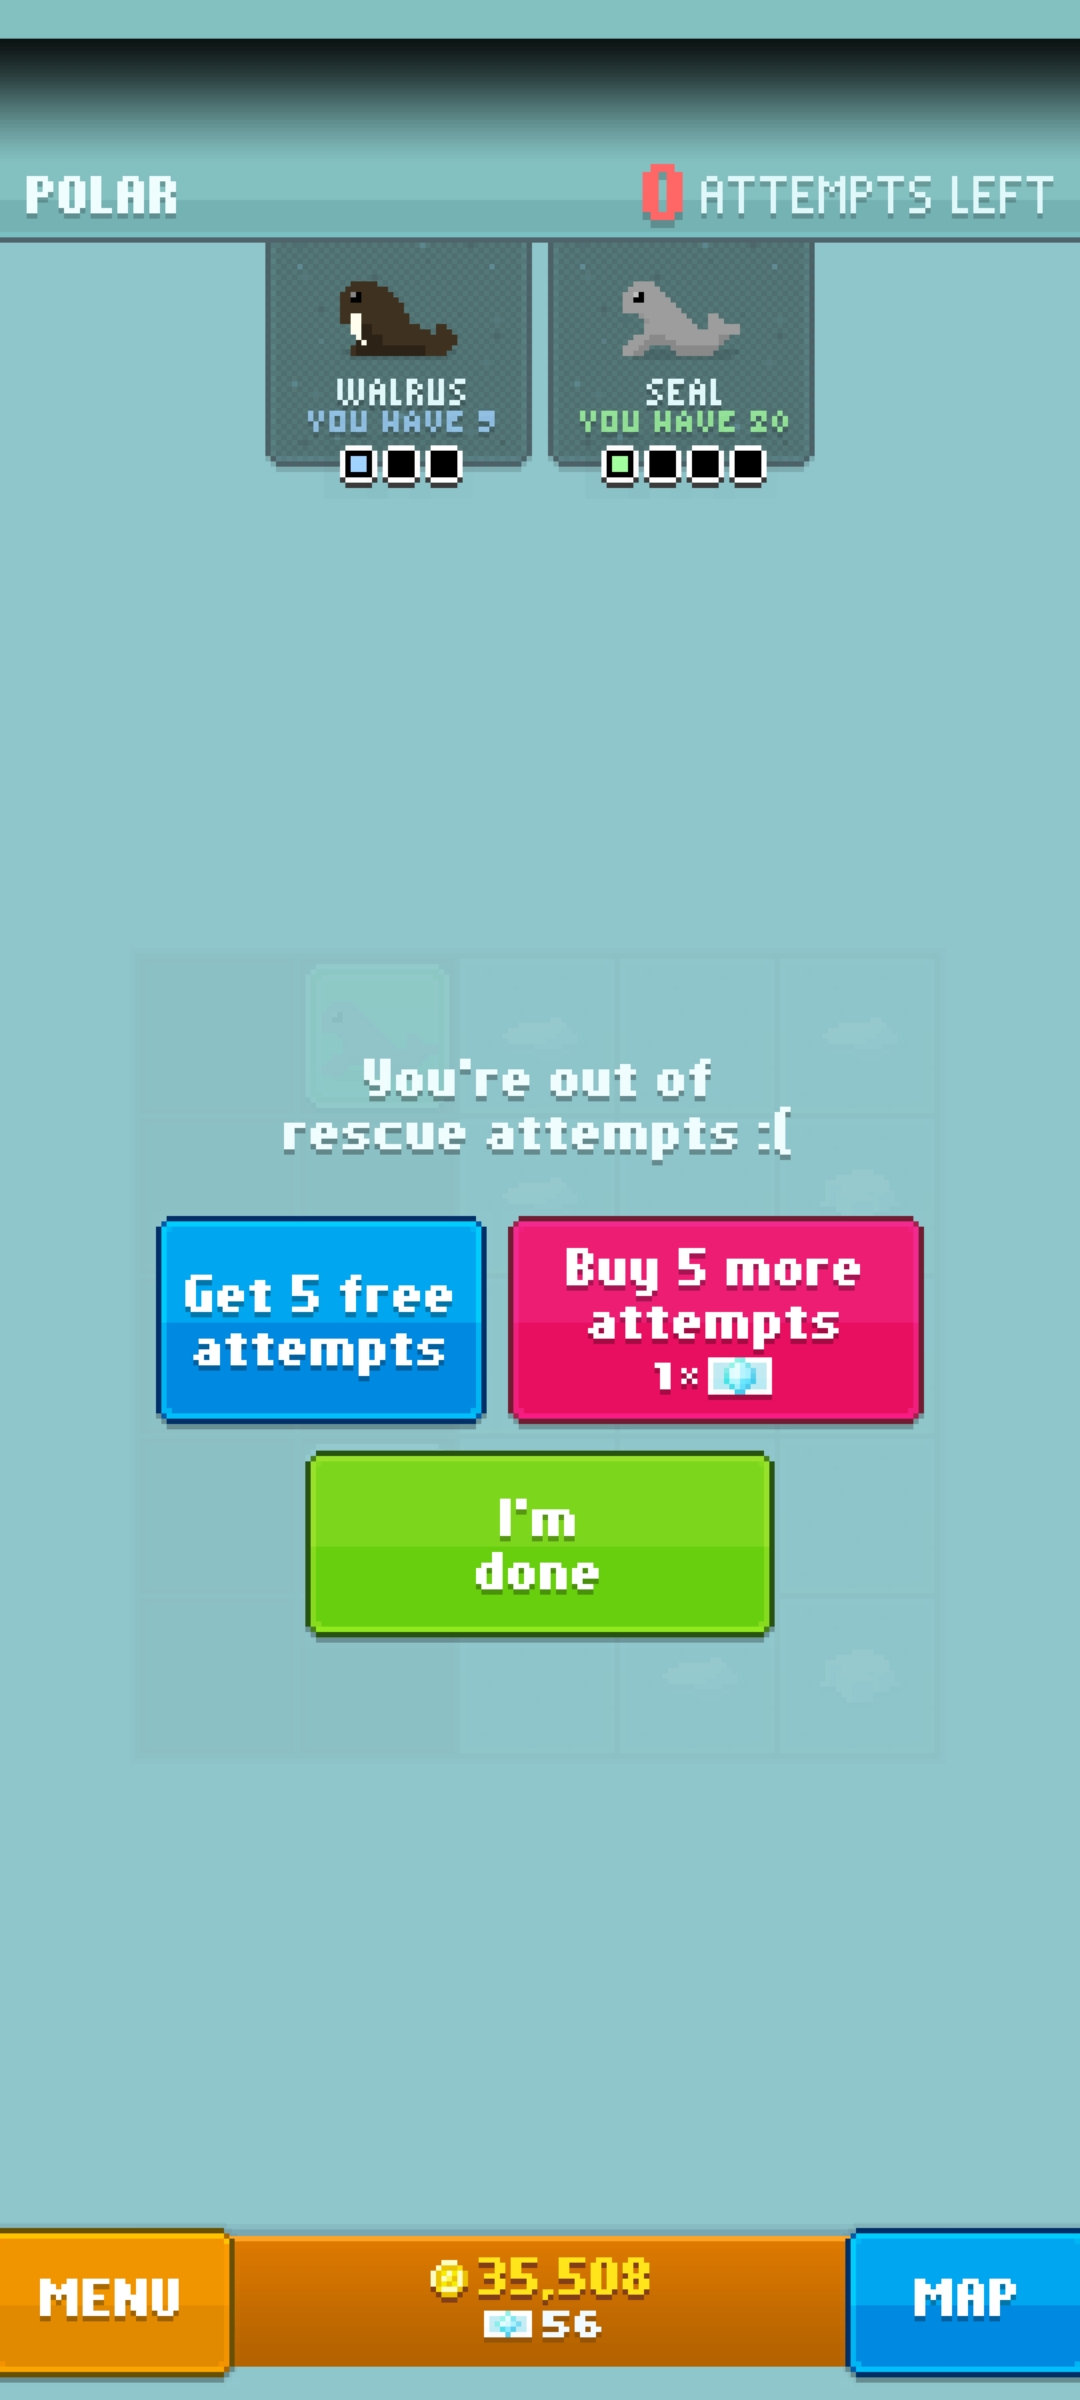 POLAR
0 ATTEMPTS LEFT
WALRUS
YOU HAVE 9
SEAL
YOU HAVE 20
You're out of
rescue attempts :(
Get 5 free
attempts
Buy 5 more
attempts
1×
I'm
done
MENU
35,508
56
MAP